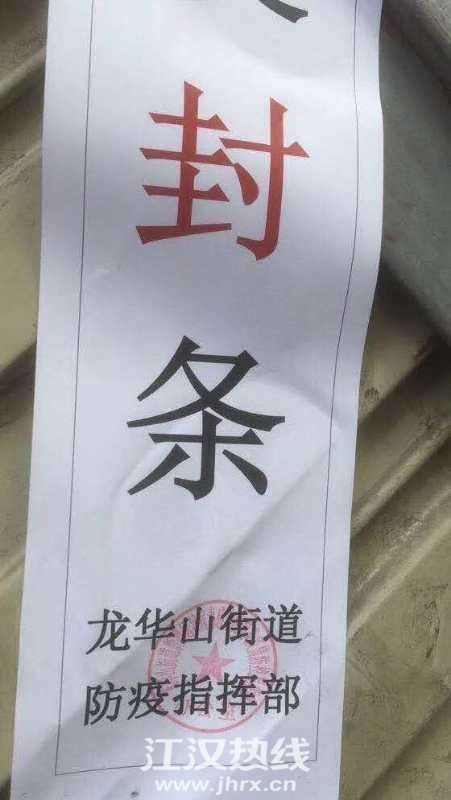 封
条
龙华山街道
防疫指挥部
江汉热线
www.jhrx.cn